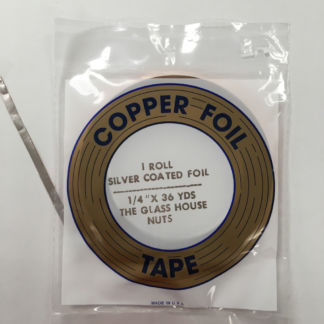 COPPER FOIL
1 ROLL
SILVER COATED FOIL
1/4" X 36 YDS
THE GLASS HOUSE
NUTS
TAPE
MADE IN U.S.A.